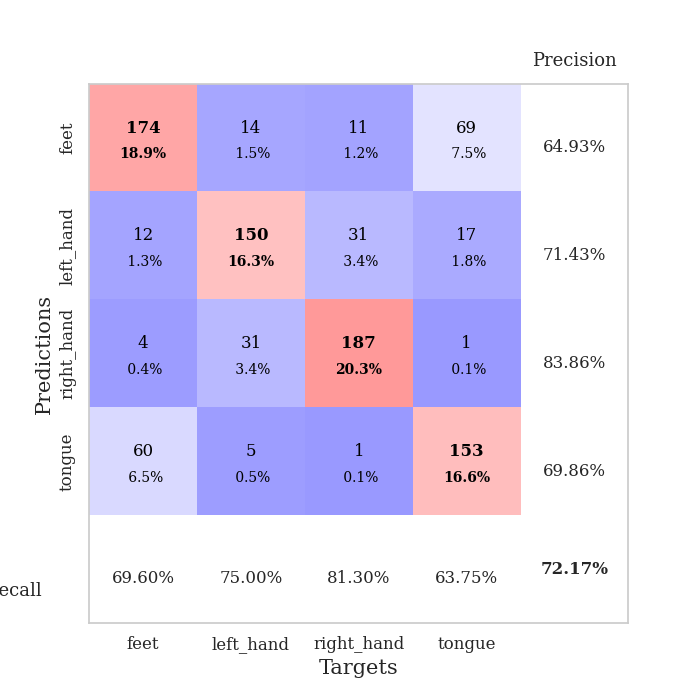 Precision
feet
174 14 11 69
18.9% 1.5% 1.2% 7.5%
64.93%
left_hand
12 150 31 17
1.3% 16.3% 3.4% 1.8%
71.43%
Predictions
right_hand
4 31 187 1
0.4% 3.4% 20.3% 0.1%
83.86%
tongue
60 5 1 153
6.5% 0.5% 0.1% 16.6%
69.86%
ecall
69.60% 75.00% 81.30% 63.75% 72.17%
feet left_hand right_hand tongue
Targets